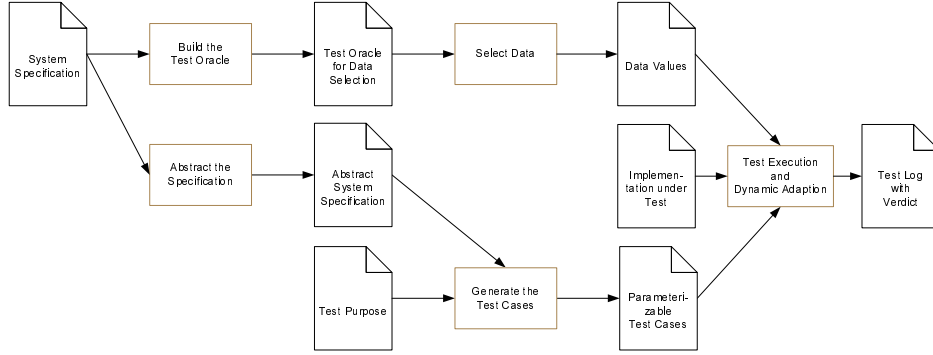 System
Specification
Build the
Test Oracle
Test Oracle
for Data
Selection
Select Data
Data Values
Abstract the
Specification
Abstract
System
Specification
Implemen-
tation under
Test
Test Execution
and
Dynamic Adaption
Test Log
with
Verdict
Test Purpose
Generate the
Test Cases
Parameteri-
zable
Test Cases